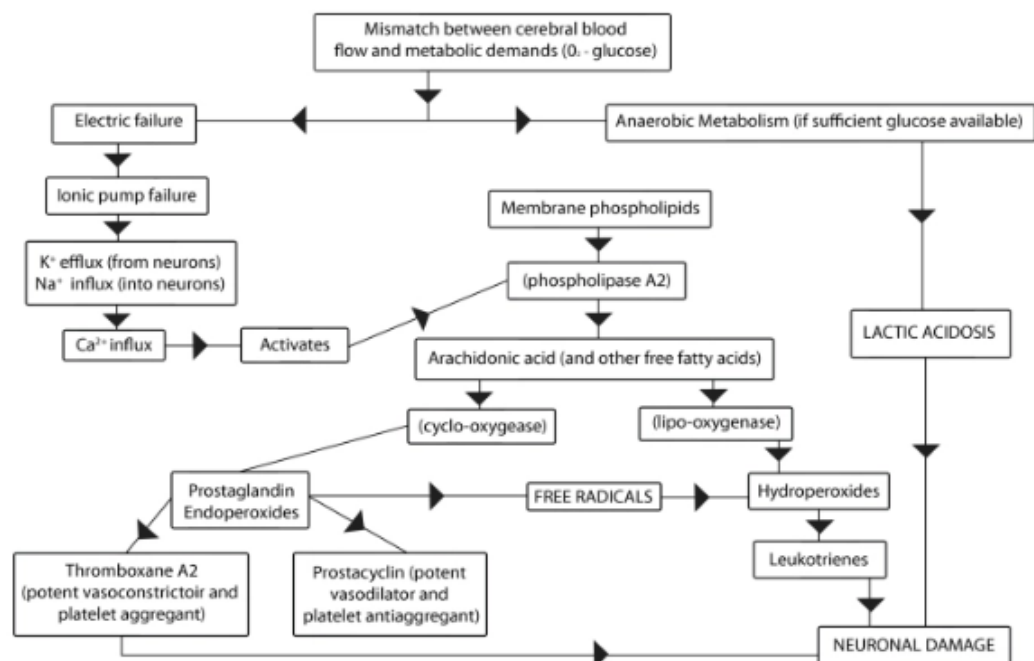 Mismatch between cerebral blood
flow and metabolic demands (0₂ - glucose)
Electric failure
Anaerobic Metabolism (if sufficient glucose available)
Ionic pump failure
Membrane phospholipids
K⁺ efflux (from neurons)
Na⁺ influx (into neurons)
(phospholipase A2)
Ca²⁺ influx
Activates
LACTIC ACIDOSIS
Arachidonic acid (and other free fatty acids)
(cyclo-oxygease)
(lipo-oxygenase)
Prostaglandin
Endoperoxides
FREE RADICALS
Hydroperoxides
Leukotrienes
Thromboxane A2
(potent vasoconstrictoir and
platelet aggregant)
Prostacyclin (potent
vasodilator and
platelet antiaggregant)
NEURONAL DAMAGE